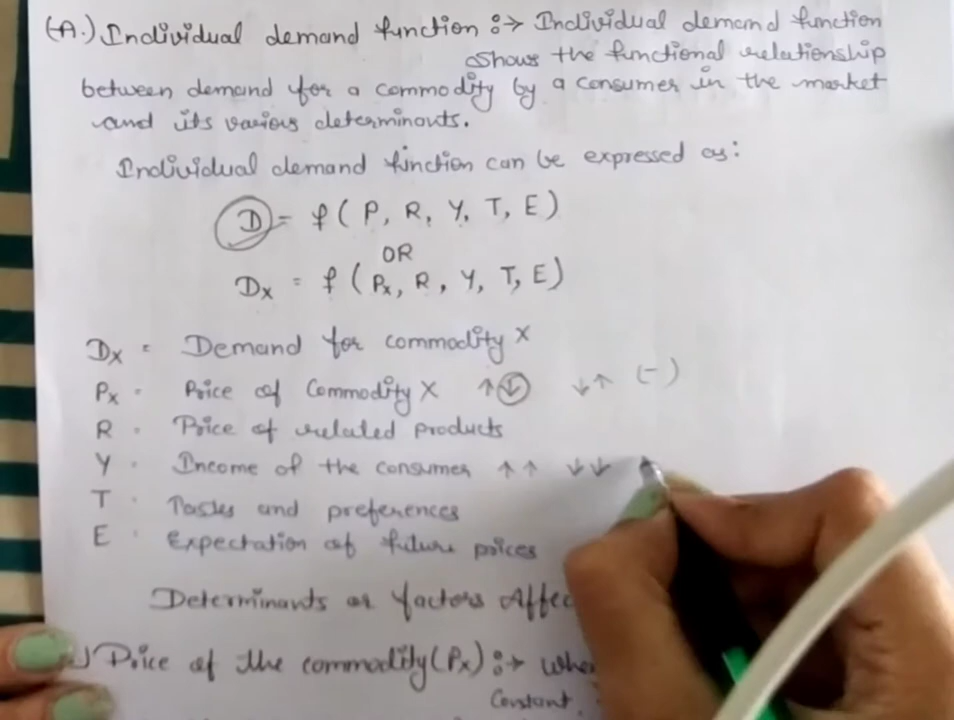 (A.) Individual demand function :→ Individual demand function
shows the functional relationship
between demand for a commodity by a consumer in the market
and its various determinants.
Individual demand function can be expressed as:
D = f ( P, R, Y, T, E )
OR
Dx = f ( Px, R, Y, T, E )
Dx = Demand for commodity X
Px = Price of Commodity X ↑↓ ↓↑ (-)
R = Price of related products
Y = Income of the consumer ↑↑ ↓↓
T = Tastes and preferences
E = Expectation of future prices
Determinants or factors Affec
) Price of the commodity (Px) :→ Whe
Constant.